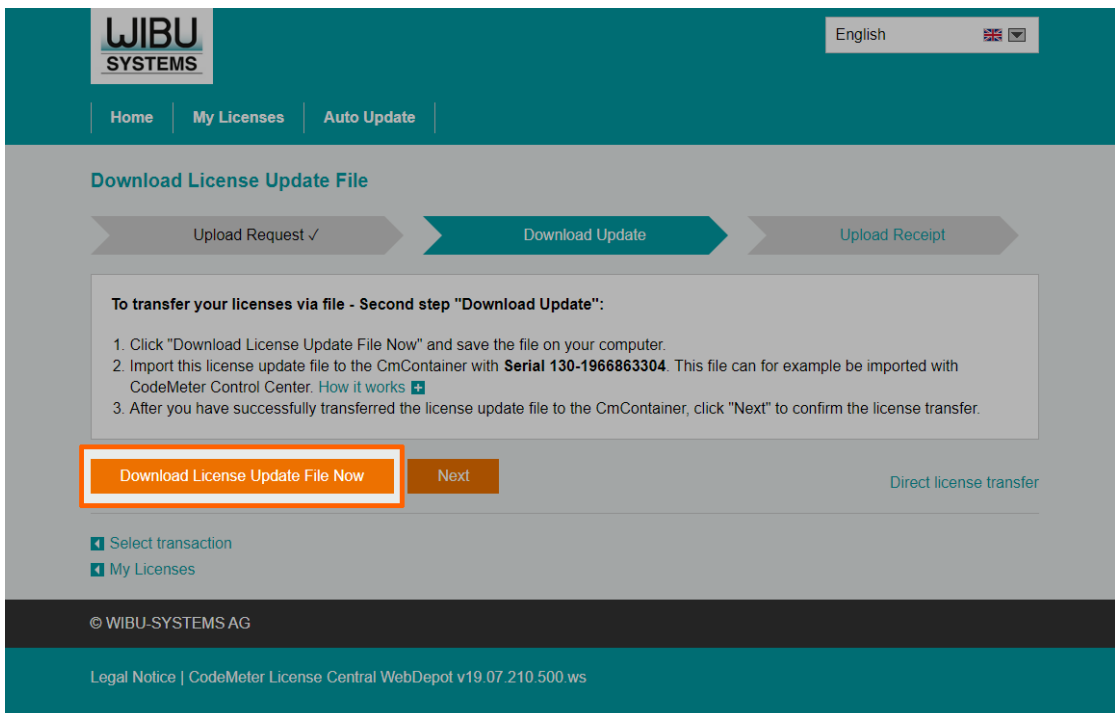 WIBU
SYSTEMS
English
Home
My Licenses
Auto Update
Download License Update File
Upload Request ✓
Download Update
Upload Receipt
To transfer your licenses via file - Second step "Download Update":
1. Click "Download License Update File Now" and save the file on your computer.
2. Import this license update file to the CmContainer with Serial 130-1966863304. This file can for example be imported with
CodeMeter Control Center. How it works
3. After you have successfully transferred the license update file to the CmContainer, click "Next" to confirm the license transfer.
Download License Update File Now
Next
Direct license transfer
Select transaction
My Licenses
© WIBU-SYSTEMS AG
Legal Notice | CodeMeter License Central WebDepot v19.07.210.500.ws